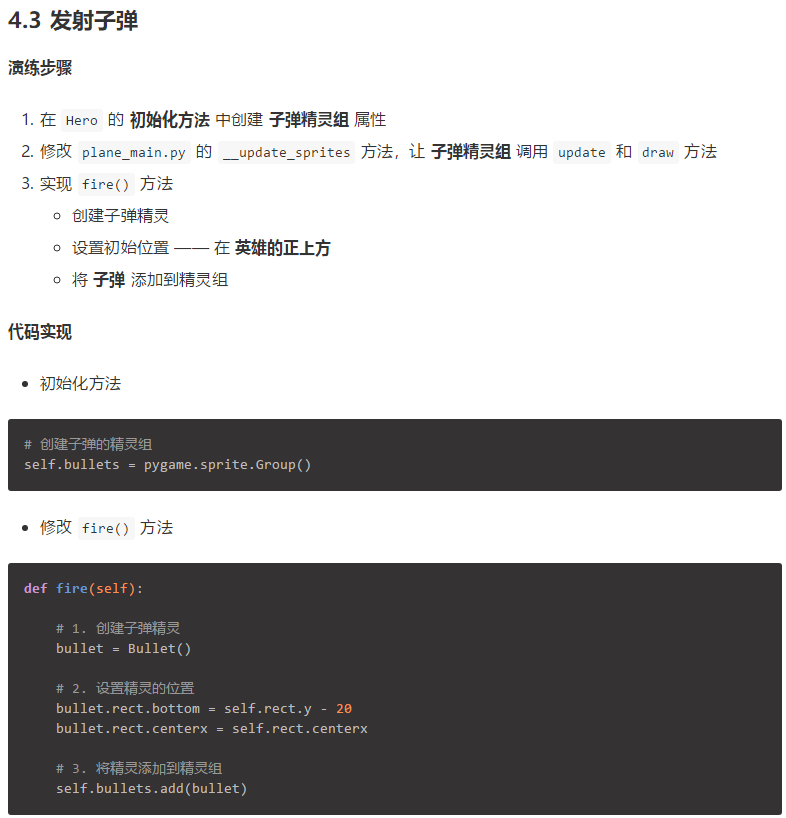 4.3 发射子弹
演练步骤
1. 在 Hero 的 初始化方法 中创建 子弹精灵组 属性
2. 修改 plane_main.py 的 __update_sprites 方法，让 子弹精灵组 调用 update 和 draw 方法
3. 实现 fire() 方法
创建子弹精灵
设置初始位置 —— 在 英雄的正上方
将 子弹 添加到精灵组
代码实现
初始化方法
# 创建子弹的精灵组
self.bullets = pygame.sprite.Group()
修改 fire() 方法
def fire(self):
# 1. 创建子弹精灵
bullet = Bullet()
# 2. 设置精灵的位置
bullet.rect.bottom = self.rect.y - 20
bullet.rect.centerx = self.rect.centerx
# 3. 将精灵添加到精灵组
self.bullets.add(bullet)